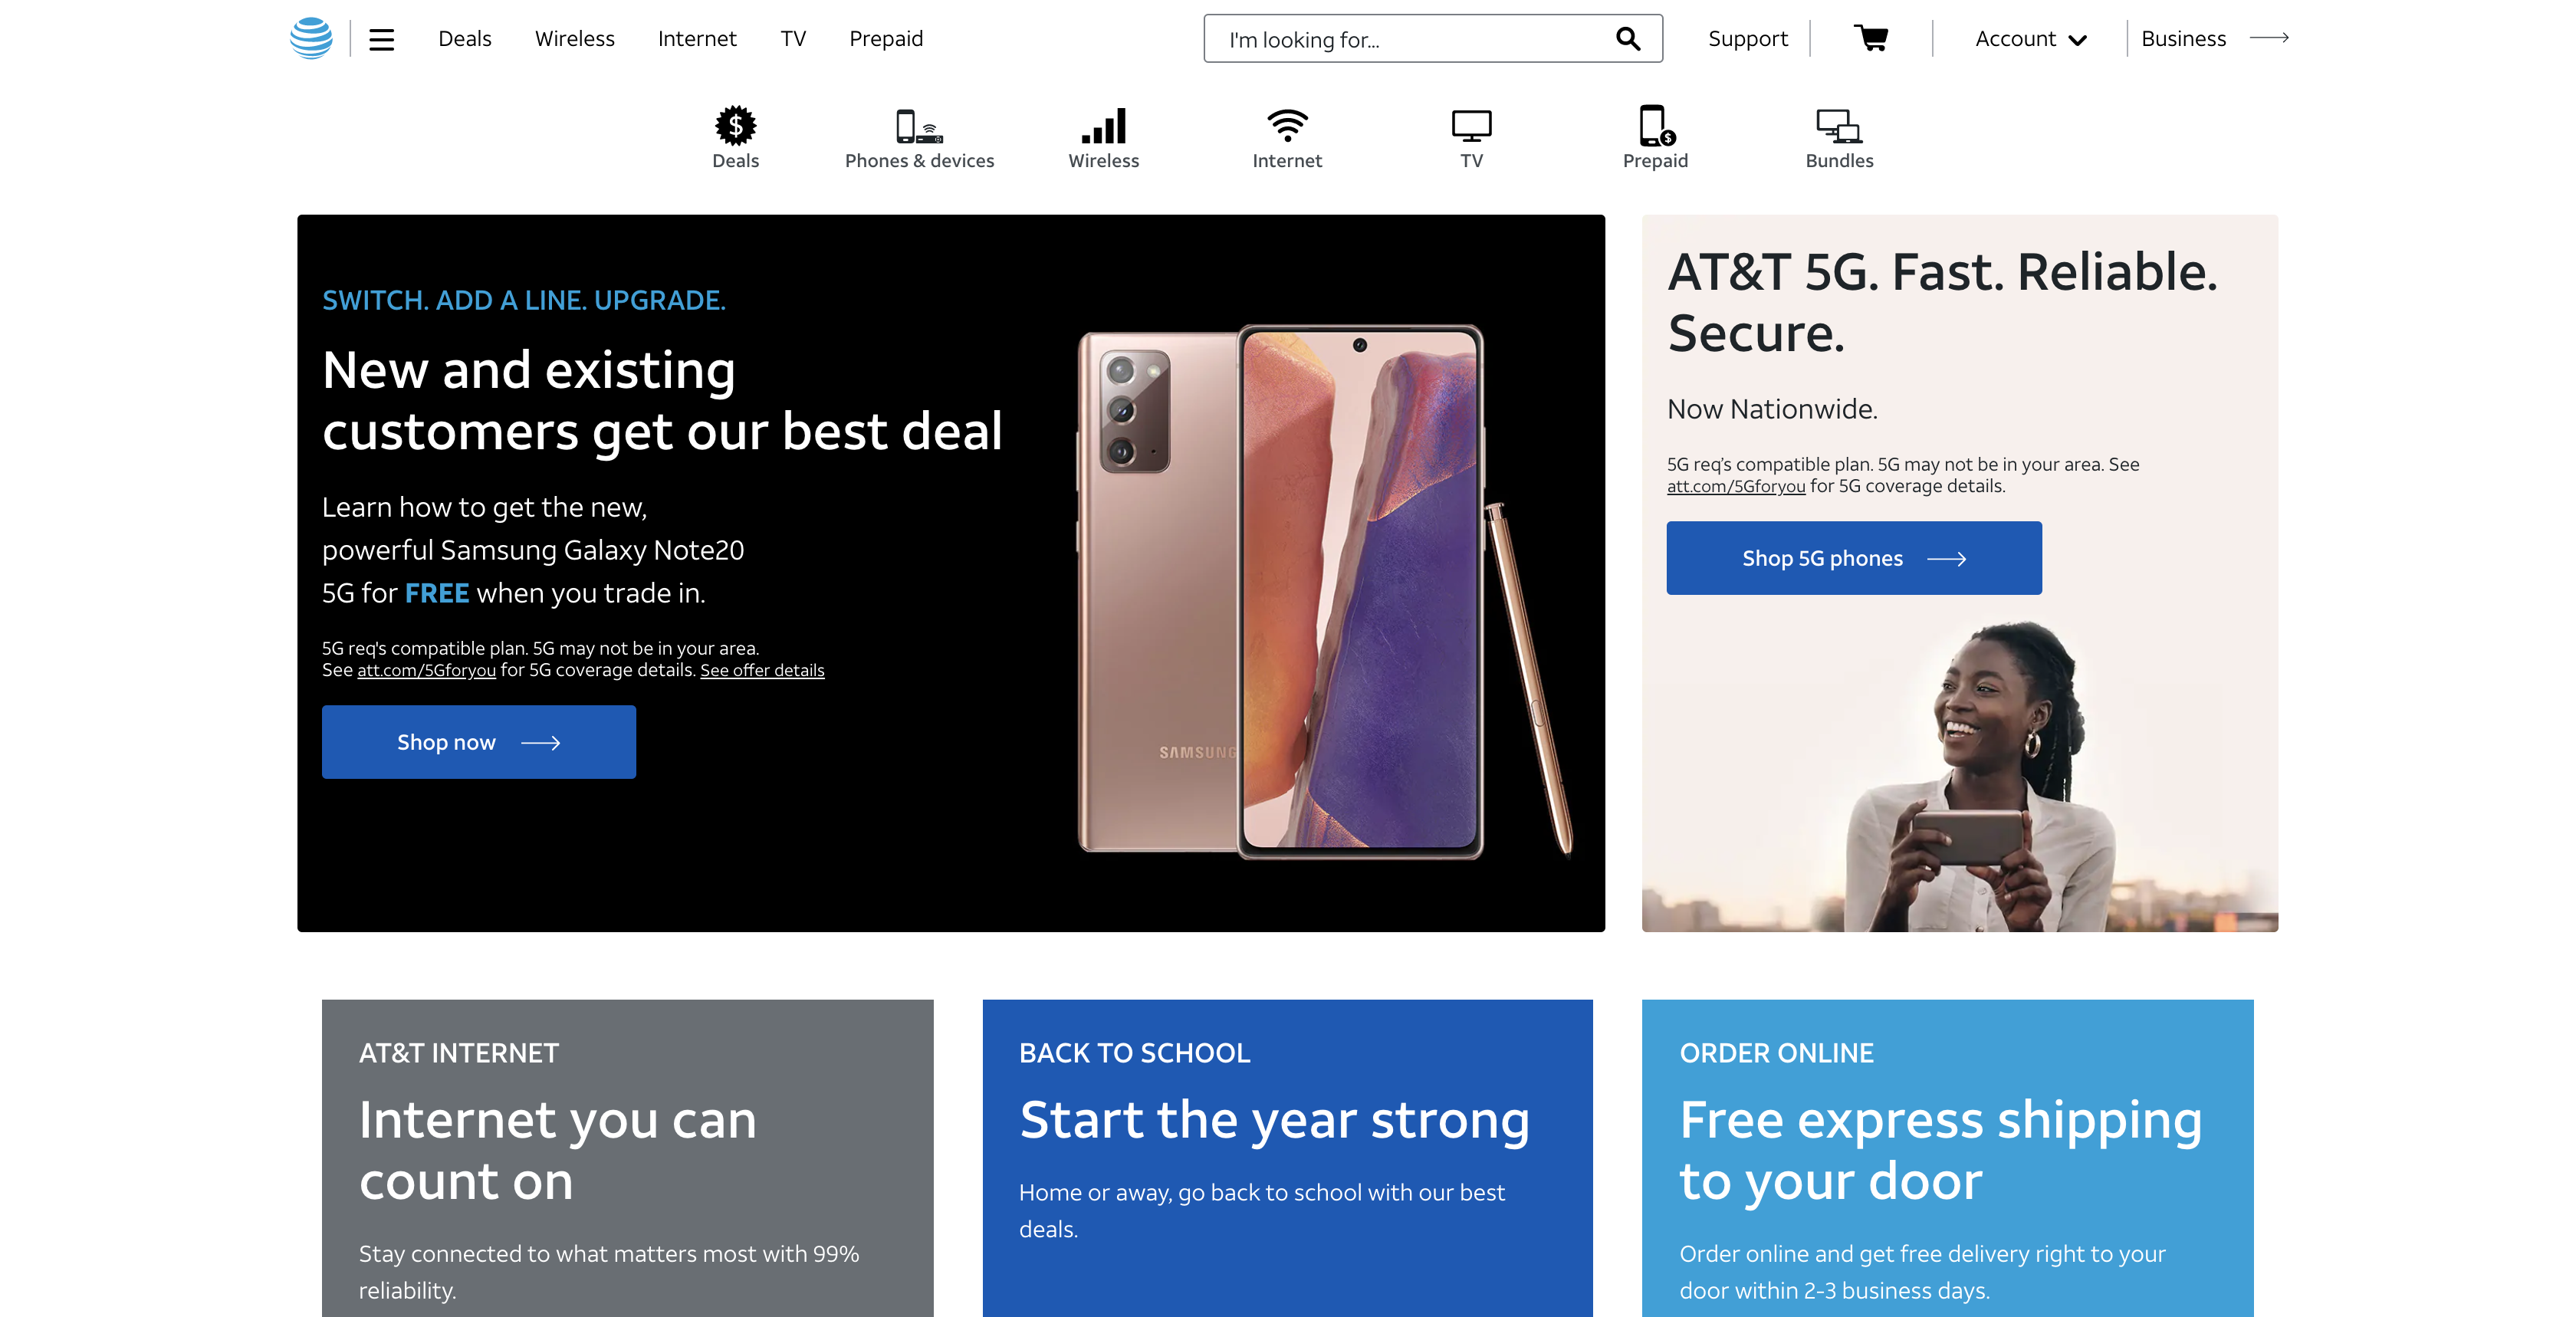 Deals Wireless Internet TV Prepaid I'm looking for... Support Account Business
Deals Phones & devices Wireless Internet TV Prepaid Bundles
SWITCH. ADD A LINE. UPGRADE.
New and existing
customers get our best deal
Learn how to get the new,
powerful Samsung Galaxy Note20
5G for FREE when you trade in.
5G req's compatible plan. 5G may not be in your area.
See att.com/5Gforyou for 5G coverage details. See offer details
Shop now
SAMSUNG
AT&T 5G. Fast. Reliable.
Secure.
Now Nationwide.
5G req’s compatible plan. 5G may not be in your area. See
att.com/5Gforyou for 5G coverage details.
Shop 5G phones
AT&T INTERNET
Internet you can
count on
Stay connected to what matters most with 99%
reliability.
BACK TO SCHOOL
Start the year strong
Home or away, go back to school with our best
deals.
ORDER ONLINE
Free express shipping
to your door
Order online and get free delivery right to your
door within 2-3 business days.